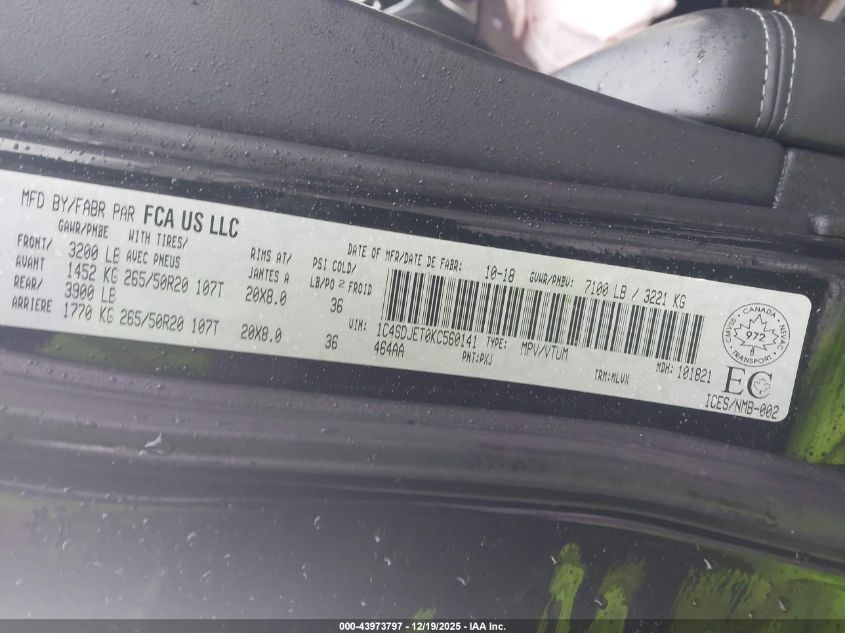 MFD BY/FABR PAR FCA US LLC
GAWR/PNBE WITH TIRES/ RIMS AT/ PSI COLD/
FRONT/ 3200 LB AVEC PNEUS JANTES A LB/PO² FROID
AVANT 1452 KG 265/50R20 107T 20X8.0 36
REAR/ 3900 LB
ARRIERE 1770 KG 265/50R20 107T 20X8.0 36
DATE OF MFR/DATE DE FABR: 10-18 GVWR/PNBV: 7100 LB / 3221 KG
VIN: 1C4SDJET0KC560141 TYPE: MPV/VTUM MDH: 101821
464AA PNT:PXJ TRM:MLVX
CANADA
CMVSS NSVAC
972
TRANSPORT
EC
ICES/NMB-002
000-43973797 - 12/19/2025 - IAA Inc.